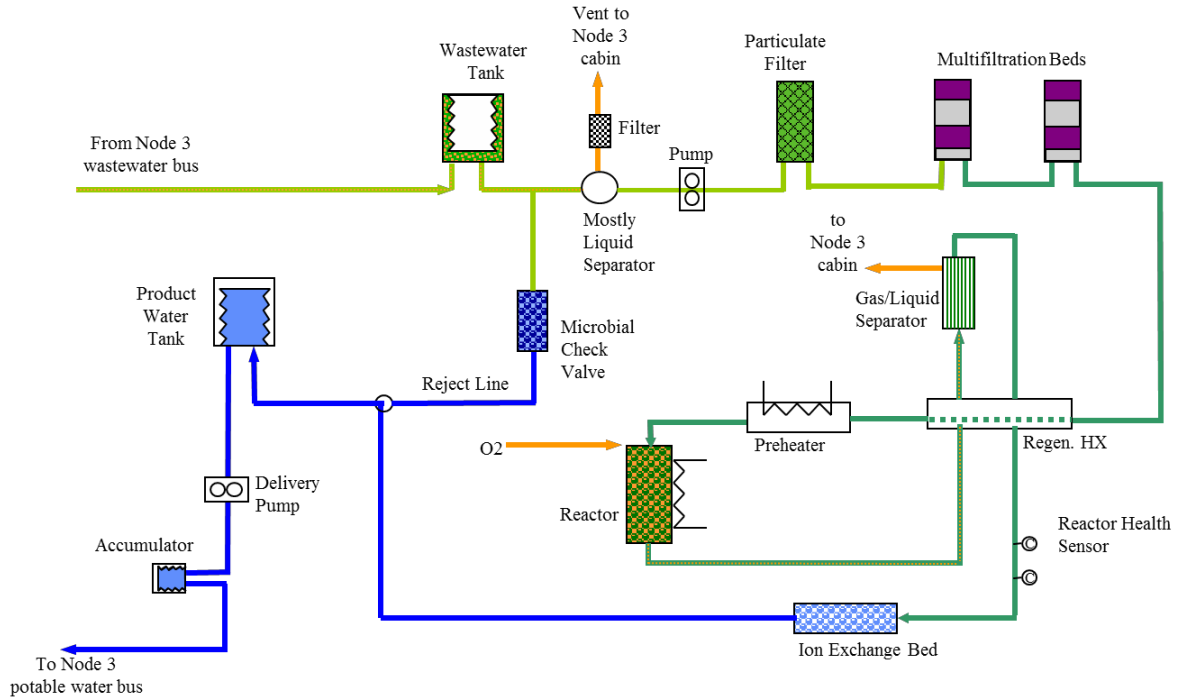 Vent to
Node 3
cabin
Wastewater
Tank
Particulate
Filter
Multifiltration Beds
From Node 3
wastewater bus
Filter
Pump
Mostly
Liquid
Separator
to
Node 3
cabin
Gas/Liquid
Separator
Product
Water
Tank
Microbial
Check
Valve
Reject Line
Preheater
Regen. HX
O2
Reactor
Delivery
Pump
Reactor Health
Sensor
C
C
Accumulator
Ion Exchange Bed
To Node 3
potable water bus